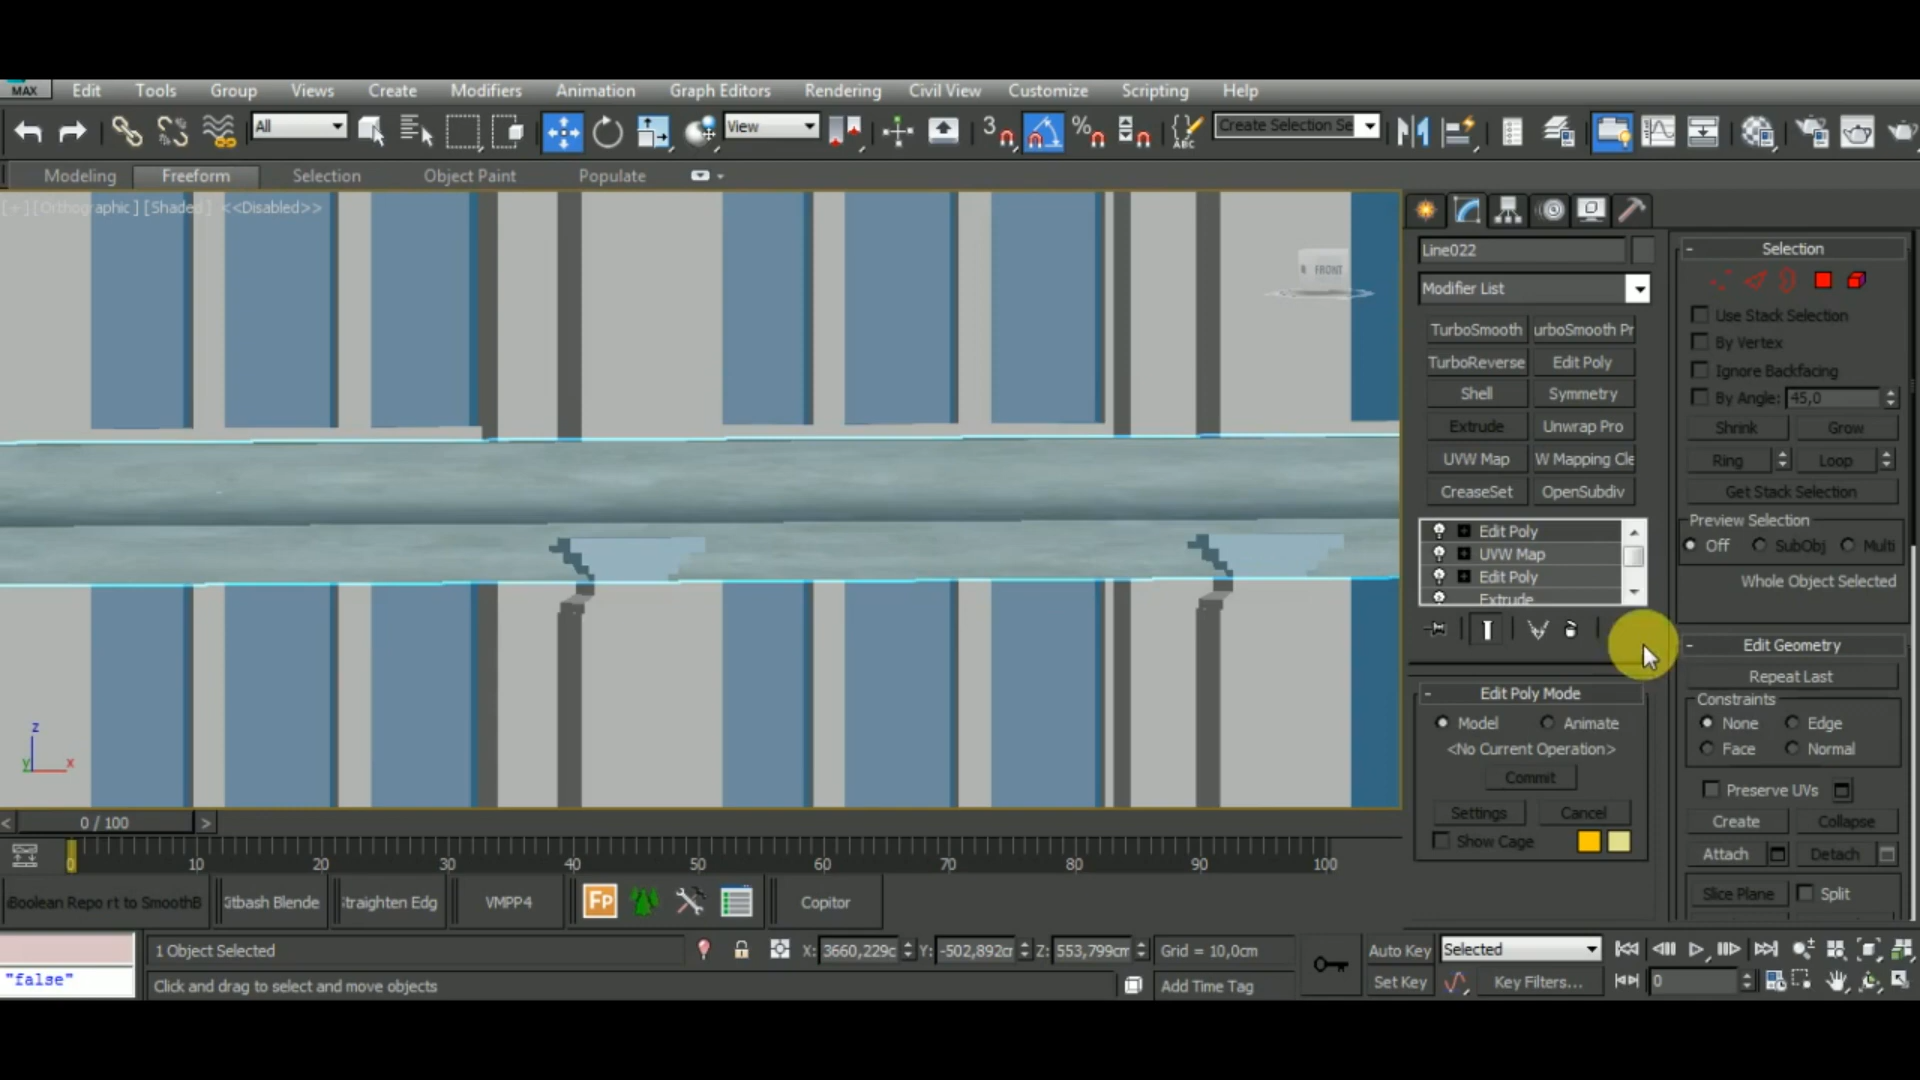 MAX Edit Tools Group Views Create Modifiers Animation Graph Editors Rendering Civil View Customize Scripting Help
All View 3 % ABC Create Selection Se
Modeling Freeform Selection Object Paint Populate
[+][Orthographic][Shaded] <<Disabled>>
FRONT
z
y x
Line022
Modifier List
TurboSmooth urboSmooth Pr
TurboReverse Edit Poly
Shell Symmetry
Extrude Unwrap Pro
UVW Map W Mapping Cle
CreaseSet OpenSubdiv
Edit Poly
UVW Map
Edit Poly
Extrude
- Edit Poly Mode
Model Animate
<No Current Operation>
Commit
Settings Cancel
Show Cage
- Selection
Use Stack Selection
By Vertex
Ignore Backfacing
By Angle: 45,0
Shrink Grow
Ring Loop
Get Stack Selection
Preview Selection
Off SubObj Multi
Whole Object Selected
- Edit Geometry
Repeat Last
Constraints
None Edge
Face Normal
Preserve UVs
Create Collapse
Attach Detach
Slice Plane Split
< 0 / 100 >
0 10 20 30 40 50 60 70 80 90 100
Boolean Repo rt to SmoothB Gitbash Blende traighten Edg VMPP4 FP Copitor
1 Object Selected X: 3660,229c Y: -502,892cr Z: 553,799cm Grid = 10,0cm Auto Key Selected
"false" Click and drag to select and move objects Add Time Tag Set Key Key Filters... 0